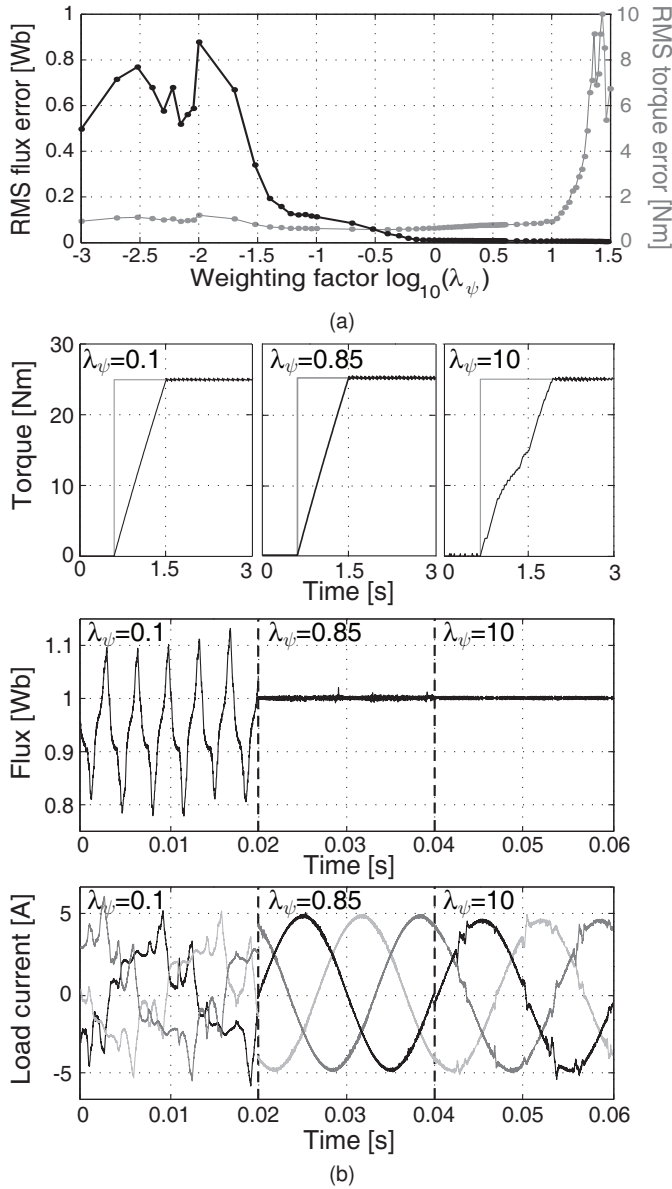 RMS flux error [Wb]
1
0.8
0.6
0.4
0.2
0
RMS torque error [Nm]
10
8
6
4
2
0
-3 -2.5 -2 -1.5 -1 -0.5 0 0.5 1 1.5
Weighting factor log10(λψ)
(a)
Torque [Nm]
30
20
10
0
λψ=0.1 λψ=0.85 λψ=10
1.5 3 1.5 3 1.5 3
Time [s]
Flux [Wb]
1.1
1
0.9
0.8
λψ=0.1 λψ=0.85 λψ=10
0 0.01 0.02 0.03 0.04 0.05 0.06
Time [s]
Load current [A]
5
0
-5
λψ=0.1 λψ=0.85 λψ=10
0 0.01 0.02 0.03 0.04 0.05 0.06
Time [s]
(b)